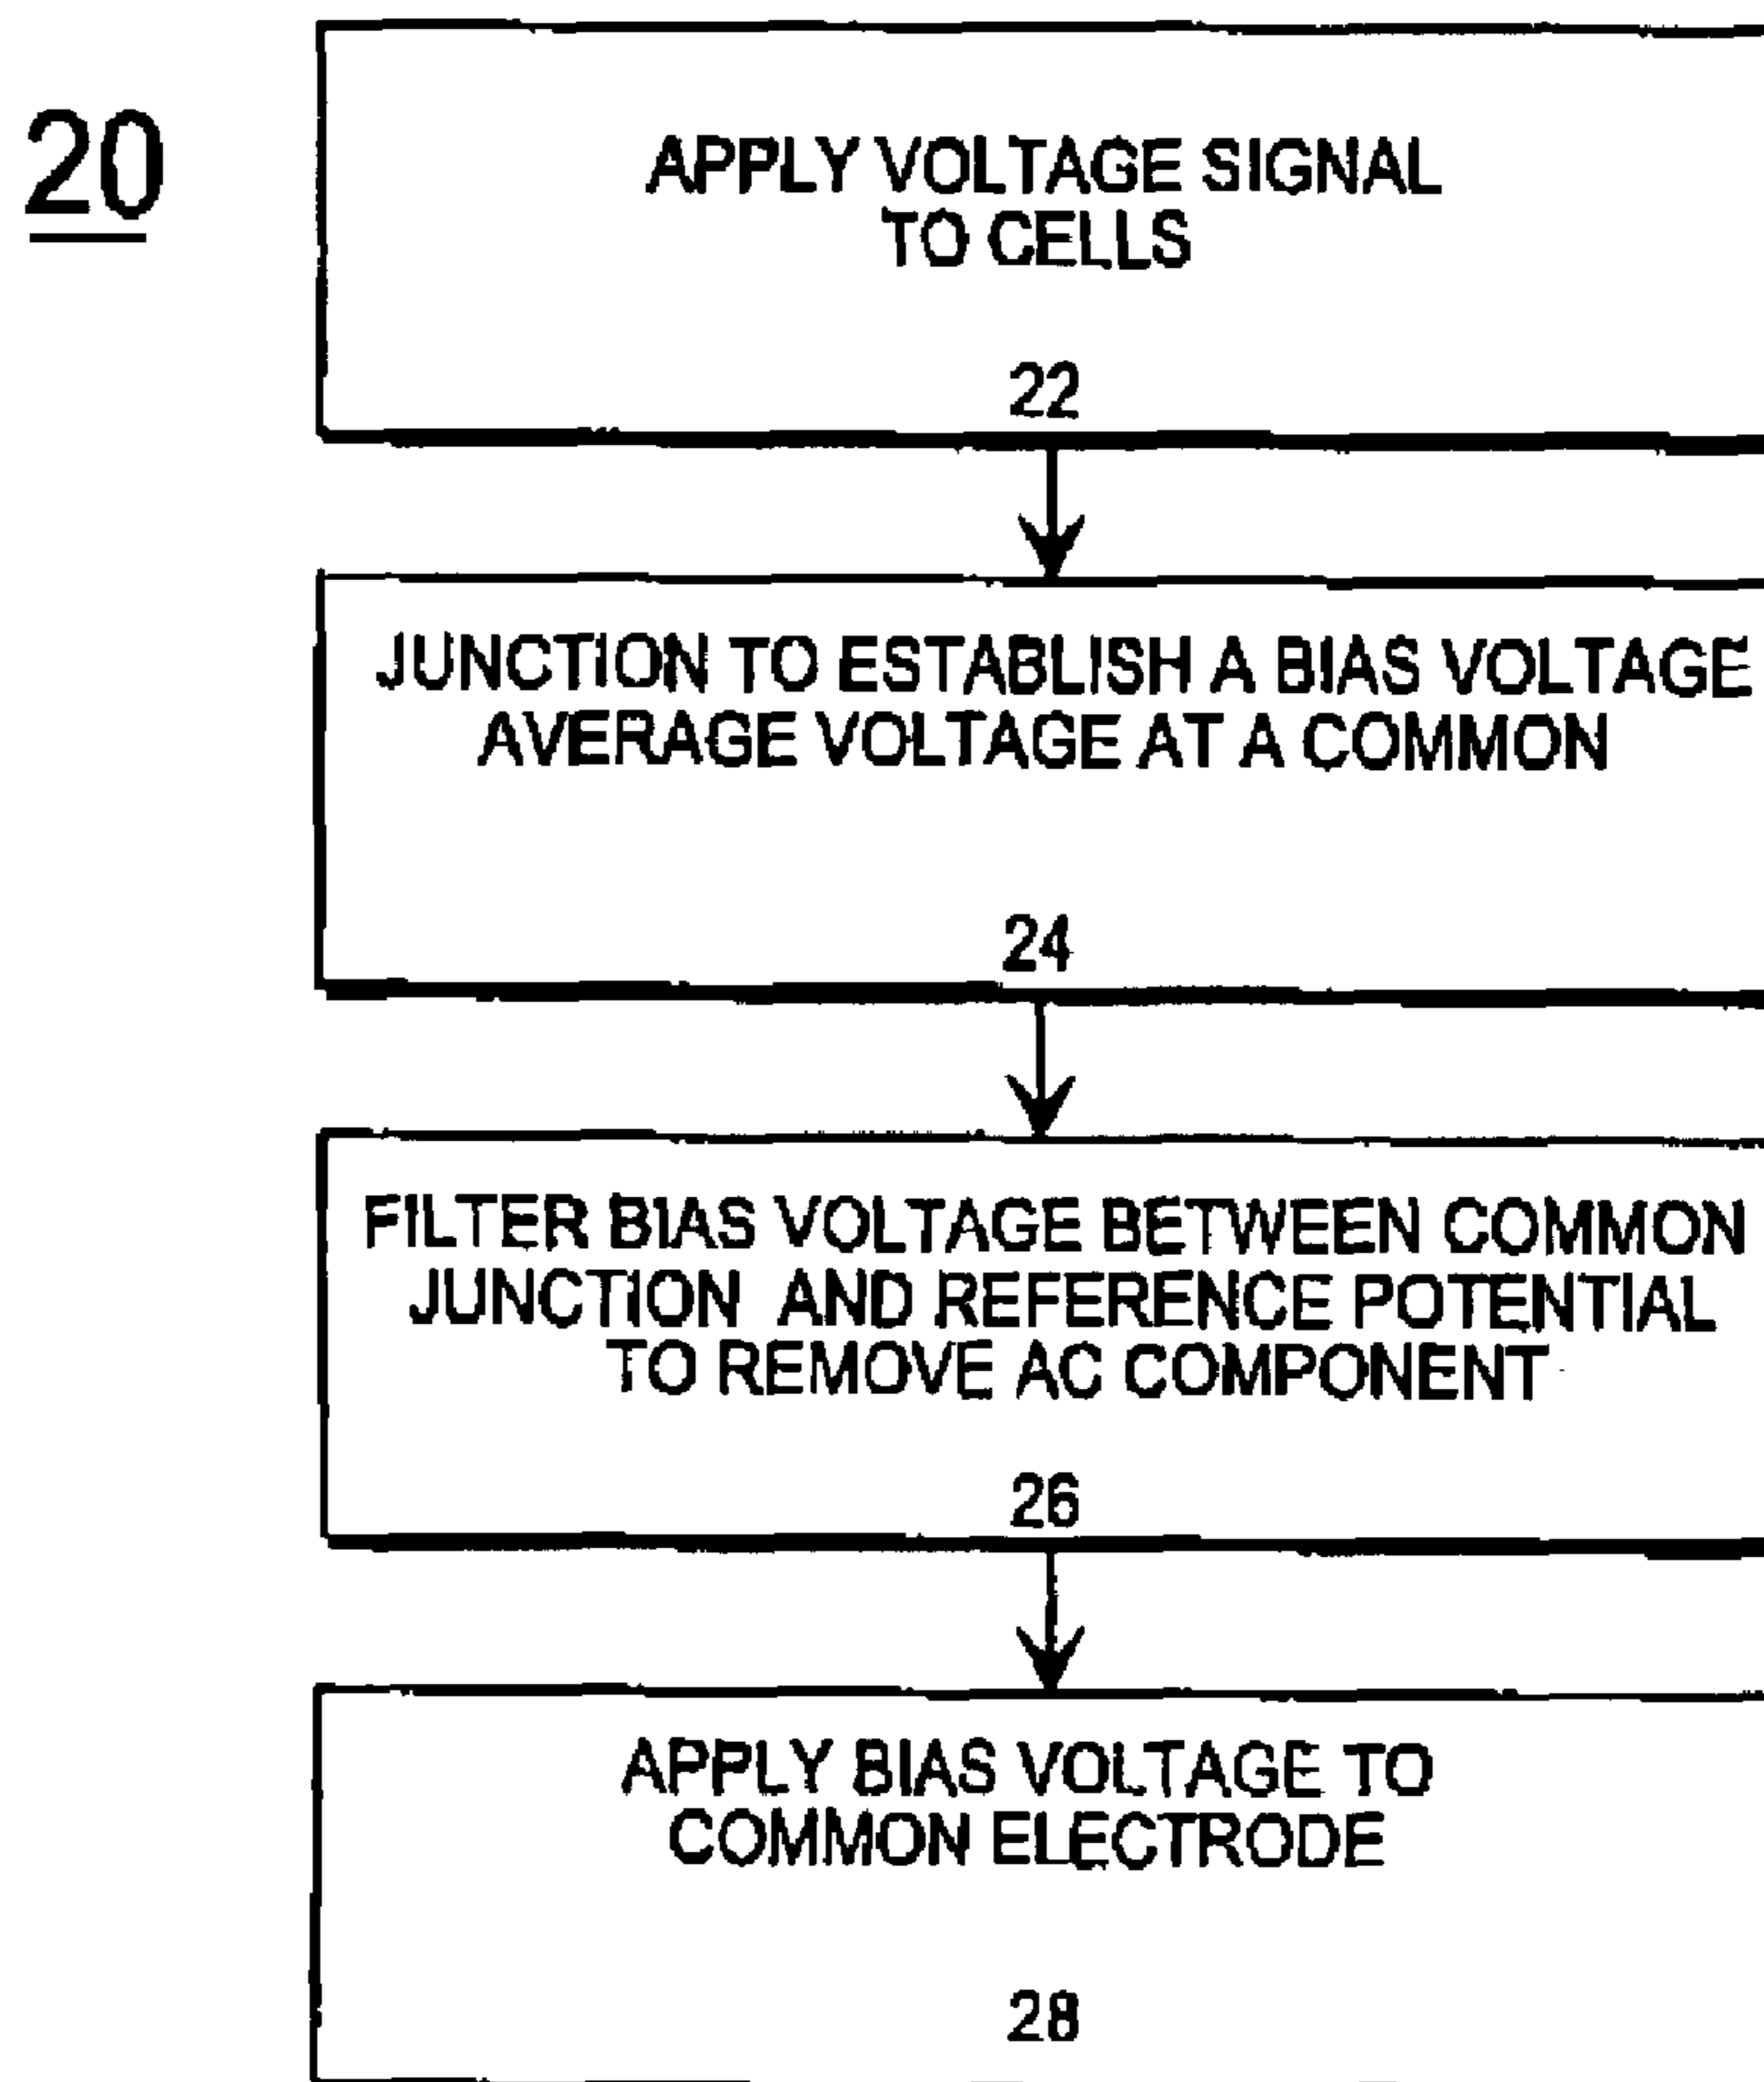 20
APPLY VOLTAGE SIGNAL
TO CELLS
22
JUNCTION TO ESTABLISH A BIAS VOLTAGE
AVERAGE VOLTAGE AT A COMMON
24
FILTER BIAS VOLTAGE BETWEEN COMMON
JUNCTION AND REFERENCE POTENTIAL
TO REMOVE AC COMPONENT
26
APPLY BIAS VOLTAGE TO
COMMON ELECTRODE
28